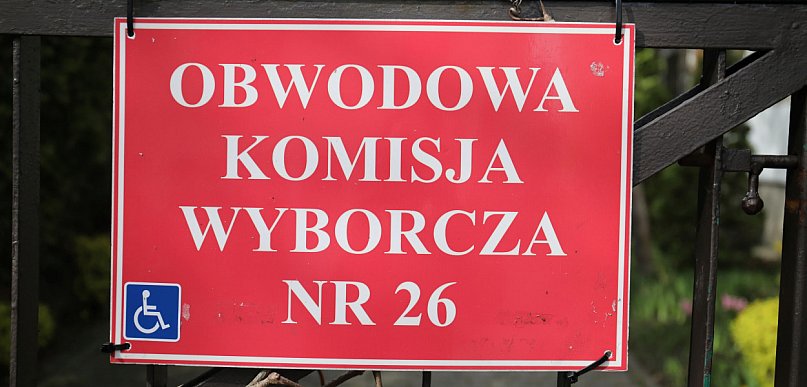 OBWODOWA
KOMISJA
WYBORCZA
NR 26